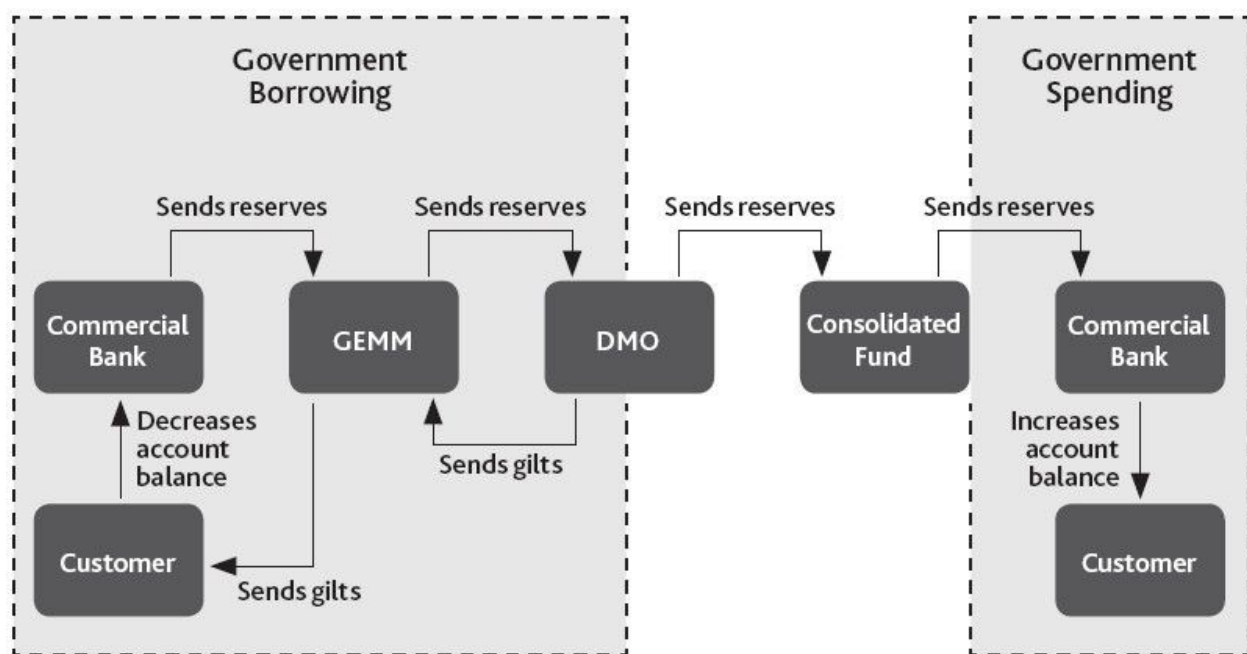 Government
Borrowing
Government
Spending
Sends reserves
Sends reserves
Sends reserves
Sends reserves
Commercial
Bank
GEMM
DMO
Consolidated
Fund
Commercial
Bank
Decreases
account
balance
Sends gilts
Increases
account
balance
Customer
Sends gilts
Customer